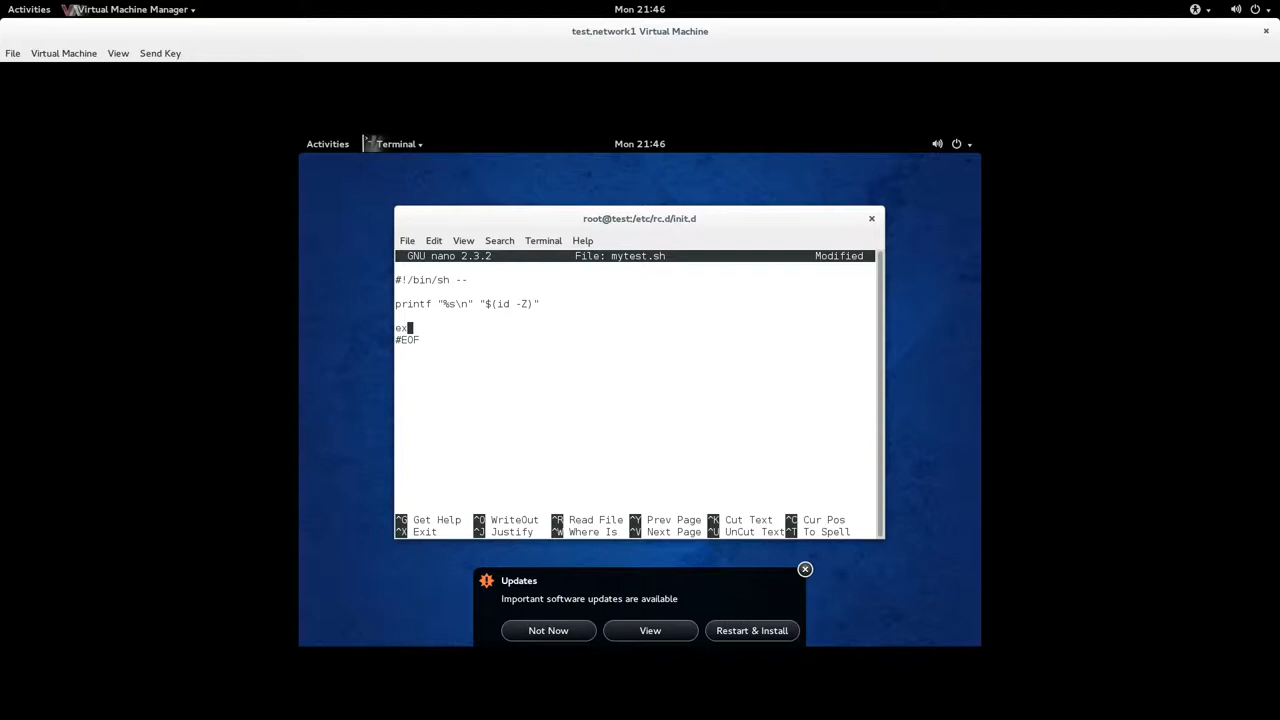 Activities Virtual Machine Manager Mon 21:46
test.network1 Virtual Machine
File Virtual Machine View Send Key
Activities Terminal Mon 21:46
root@test:/etc/rc.d/init.d
File Edit View Search Terminal Help
GNU nano 2.3.2 File: mytest.sh Modified
#!/bin/sh --
printf "%s\n" "$(id -Z)"
ex
#EOF
^G Get Help ^O WriteOut ^R Read File ^Y Prev Page ^K Cut Text ^C Cur Pos
^X Exit ^J Justify ^W Where Is ^V Next Page ^U UnCut Text ^T To Spell
Updates
Important software updates are available
Not Now View Restart & Install